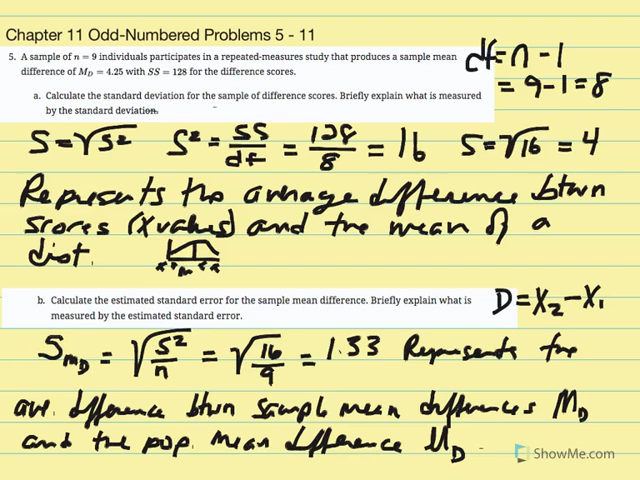 Chapter 11 Odd-Numbered Problems 5 - 11
5. A sample of n = 9 individuals participates in a repeated-measures study that produces a sample mean
difference of M_D = 4.25 with SS = 128 for the difference scores.
df = n - 1
= 9 - 1 = 8
a. Calculate the standard deviation for the sample of difference scores. Briefly explain what is measured
by the standard deviation.
S = √S² S² = SS/df = 128/8 = 16 S = √16 = 4
Represents the average difference btwn
scores (X values) and the mean of a
dist.
b. Calculate the estimated standard error for the sample mean difference. Briefly explain what is
measured by the estimated standard error.
D = X₂ - X₁
S_MD = √S²/n = √16/9 = 1.33 Represents the
ave. difference btwn sample mean differences M_D
and the pop. mean difference M_D
ShowMe.com